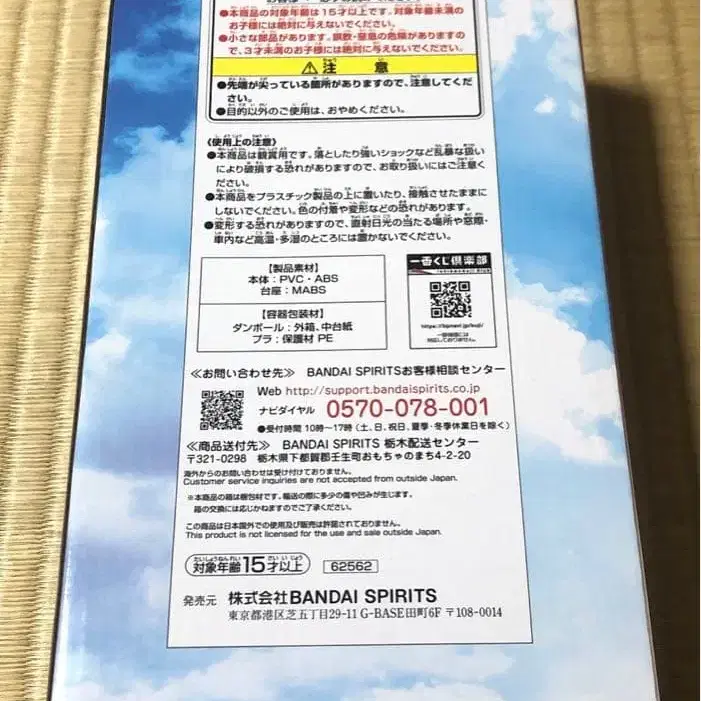 ●本商品の対象年齢は15才以上です。対象年齢未満の
お子様には絶対に与えないでください。
●小さな部品があります。誤飲・窒息の危険がありますの
で、3才未満のお子様には絶対に与えないでください。
⚠注 意
●先端が尖っている箇所がありますので、注意してくだ
さい。
●目的以外のご使用は、おやめください。
《使用上の注意》
●本商品は観賞用です。落としたり強いショックなど乱暴な扱い
により破損する恐れがありますので、お取り扱いにはご注意く
ださい。
●本商品をプラスチック製品の上に置いたり、接触させたままに
しないでください。色の付着や変形などの恐れがあります。
●変形する恐れがありますので、直射日光の当たる場所や窓際・
車内など高温・多湿のところには置かないでください。
【製品素材】
本体:PVC・ABS
台座:MABS
【容器包装材】
ダンボール:外箱、中台紙
プラ:保護材 PE
一番くじ倶楽部
https://bpnavi.jp/kuji/
一部機種には
対応しておりません。
≪お問い合わせ先≫ BANDAI SPIRITSお客様相談センター
Web http://support.bandaispirits.co.jp
ナビダイヤル 0570-078-001
●受付時間 10時〜17時(土、日、祝日、夏季・冬季休業日を除く)
≪商品送付先≫ BANDAI SPIRITS 栃木配送センター
〒321-0298 栃木県下都賀郡壬生町おもちゃのまち4-2-20
海外からのお問い合わせは受け付けておりません。
Customer service inquiries are not accepted from outside Japan.
※本商品の箱は梱包材です。輸送の際に多少の傷や凹みが生じます。
箱の交換には応じかねますのでご了承ください。
この商品は日本国外での使用及び販売は許諾されておりません。
This product is not licensed for the use and sale outside Japan.
対象年齢15才以上
62562
発売元 株式会社BANDAI SPIRITS
東京都港区芝五丁目29-11 G-BASE田町6F 〒108-0014